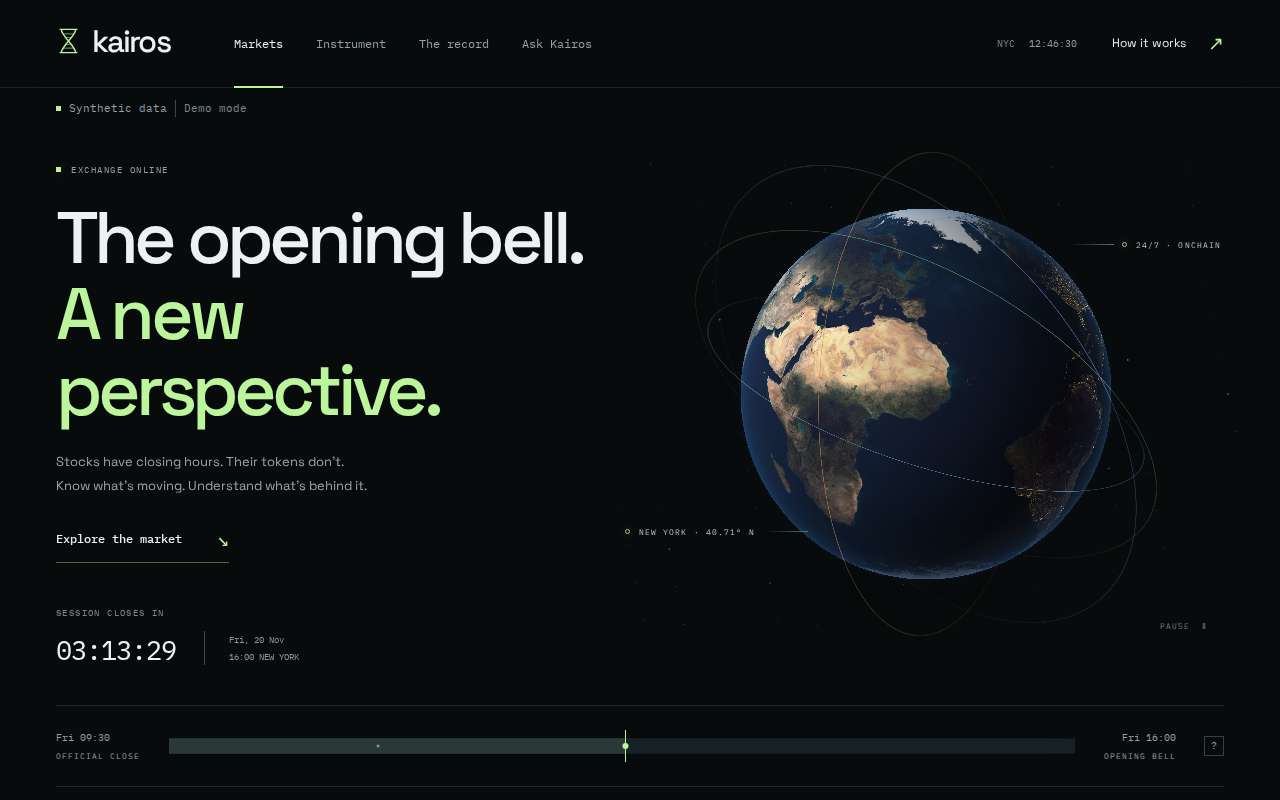 kairos
Markets
Instrument
The record
Ask Kairos
NYC 12:46:30
How it works ↗
Synthetic data
Demo mode
EXCHANGE ONLINE
The opening bell.
A new
perspective.
Stocks have closing hours. Their tokens don't.
Know what's moving. Understand what's behind it.
Explore the market ↘
24/7 · ONCHAIN
NEW YORK · 40.71° N
PAUSE
SESSION CLOSES IN
03:13:29
Fri, 20 Nov
16:00 NEW YORK
Fri 09:30
OFFICIAL CLOSE
Fri 16:00
OPENING BELL
?